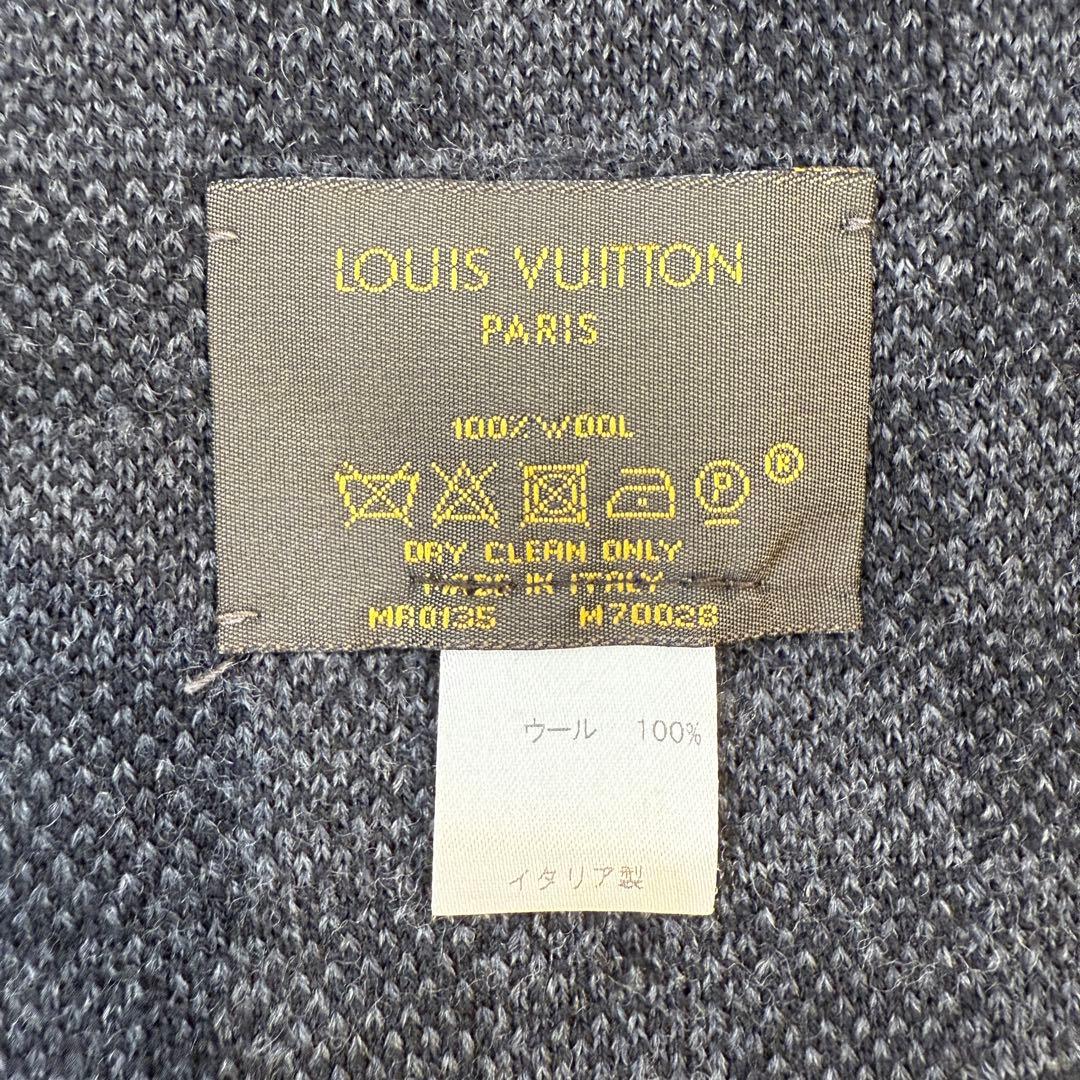 LOUIS VUITTON
PARIS
100% WOOL
P ®
DRY CLEAN ONLY
MADE IN ITALY
MR0135 M70028
ウール 100%
イタリア製